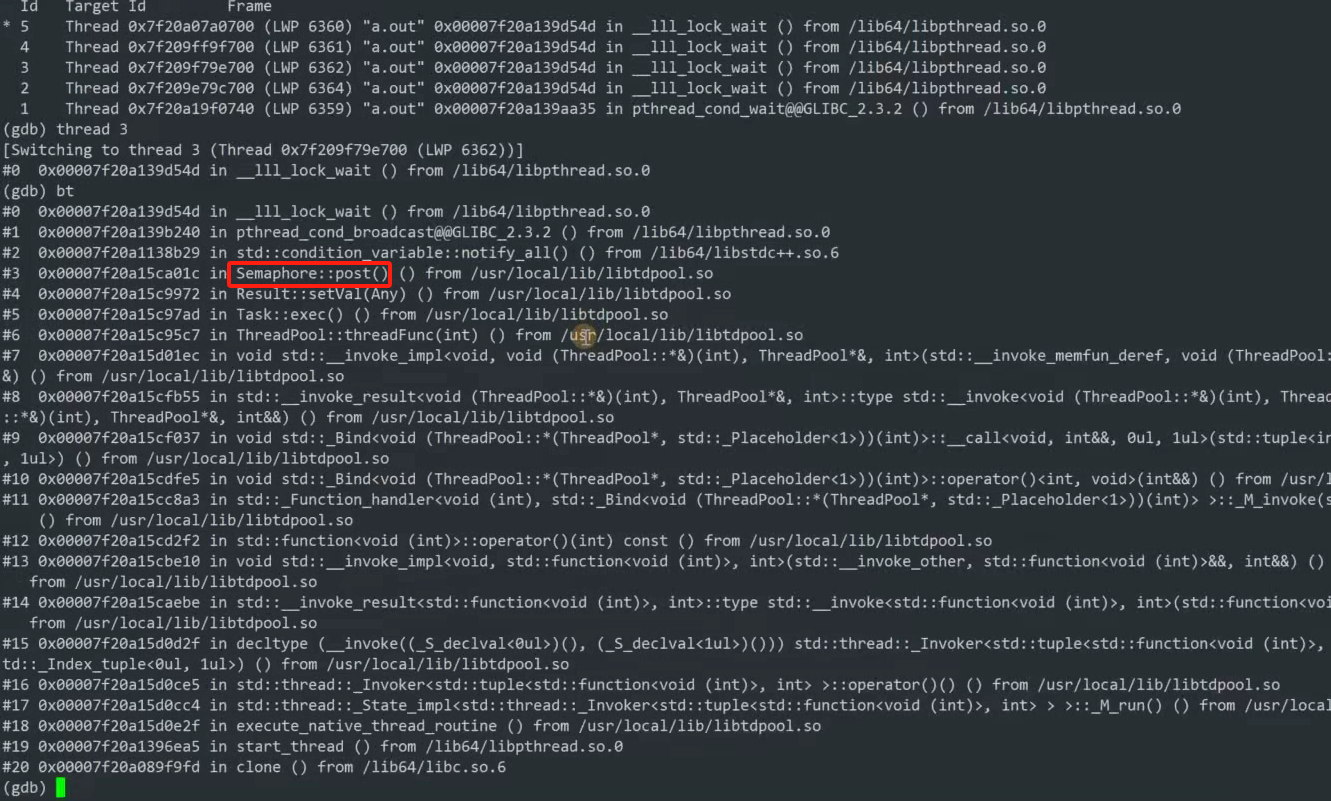 Id   Target Id         Frame
* 5    Thread 0x7f20a07a0700 (LWP 6360) "a.out" 0x00007f20a139d54d in __lll_lock_wait () from /lib64/libpthread.so.0
  4    Thread 0x7f209ff9f700 (LWP 6361) "a.out" 0x00007f20a139d54d in __lll_lock_wait () from /lib64/libpthread.so.0
  3    Thread 0x7f209f79e700 (LWP 6362) "a.out" 0x00007f20a139d54d in __lll_lock_wait () from /lib64/libpthread.so.0
  2    Thread 0x7f209e79c700 (LWP 6364) "a.out" 0x00007f20a139d54d in __lll_lock_wait () from /lib64/libpthread.so.0
  1    Thread 0x7f20a19f0740 (LWP 6359) "a.out" 0x00007f20a139aa35 in pthread_cond_wait@@GLIBC_2.3.2 () from /lib64/libpthread.so.0
(gdb) thread 3
[Switching to thread 3 (Thread 0x7f209f79e700 (LWP 6362))]
#0  0x00007f20a139d54d in __lll_lock_wait () from /lib64/libpthread.so.0
(gdb) bt
#0  0x00007f20a139d54d in __lll_lock_wait () from /lib64/libpthread.so.0
#1  0x00007f20a139b240 in pthread_cond_broadcast@@GLIBC_2.3.2 () from /lib64/libpthread.so.0
#2  0x00007f20a1138b29 in std::condition_variable::notify_all() () from /lib64/libstdc++.so.6
#3  0x00007f20a15ca01c in Semaphore::post() () from /usr/local/lib/libtdpool.so
#4  0x00007f20a15c9972 in Result::setVal(Any) () from /usr/local/lib/libtdpool.so
#5  0x00007f20a15c97ad in Task::exec() () from /usr/local/lib/libtdpool.so
#6  0x00007f20a15c95c7 in ThreadPool::threadFunc(int) () from /usr/local/lib/libtdpool.so
#7  0x00007f20a15d01ec in void std::__invoke_impl<void, void (ThreadPool::*&)(int), ThreadPool*&, int>(std::__invoke_memfun_deref, void (ThreadPool:
&) () from /usr/local/lib/libtdpool.so
#8  0x00007f20a15cfb55 in std::__invoke_result<void (ThreadPool::*&)(int), ThreadPool*&, int>::type std::__invoke<void (ThreadPool::*&)(int), Thread
::*&)(int), ThreadPool*&, int&&) () from /usr/local/lib/libtdpool.so
#9  0x00007f20a15cf037 in void std::_Bind<void (ThreadPool::*(ThreadPool*, std::_Placeholder<1>))(int)>::__call<void, int&&, 0ul, 1ul>(std::tuple<in
, 1ul>) () from /usr/local/lib/libtdpool.so
#10 0x00007f20a15cdfe5 in void std::_Bind<void (ThreadPool::*(ThreadPool*, std::_Placeholder<1>))(int)>::operator()<int, void>(int&&) () from /usr/l
#11 0x00007f20a15cc8a3 in std::_Function_handler<void (int), std::_Bind<void (ThreadPool::*(ThreadPool*, std::_Placeholder<1>))(int)> >::_M_invoke(s
    () from /usr/local/lib/libtdpool.so
#12 0x00007f20a15cd2f2 in std::function<void (int)>::operator()(int) const () from /usr/local/lib/libtdpool.so
#13 0x00007f20a15cbe10 in void std::__invoke_impl<void, std::function<void (int)>, int>(std::__invoke_other, std::function<void (int)>&&, int&&) ()
   from /usr/local/lib/libtdpool.so
#14 0x00007f20a15caebe in std::__invoke_result<std::function<void (int)>, int>::type std::__invoke<std::function<void (int)>, int>(std::function<voi
   from /usr/local/lib/libtdpool.so
#15 0x00007f20a15d0d2f in decltype (__invoke((_S_declval<0ul>)(), (_S_declval<1ul>)())) std::thread::_Invoker<std::tuple<std::function<void (int)>,
td::_Index_tuple<0ul, 1ul>) () from /usr/local/lib/libtdpool.so
#16 0x00007f20a15d0ce5 in std::thread::_Invoker<std::tuple<std::function<void (int)>, int> >::operator()() () from /usr/local/lib/libtdpool.so
#17 0x00007f20a15d0cc4 in std::thread::_State_impl<std::thread::_Invoker<std::tuple<std::function<void (int)>, int> > >::_M_run() () from /usr/local
#18 0x00007f20a15d0e2f in execute_native_thread_routine () from /usr/local/lib/libtdpool.so
#19 0x00007f20a1396ea5 in start_thread () from /lib64/libpthread.so.0
#20 0x00007f20a089f9fd in clone () from /lib64/libc.so.6
(gdb)